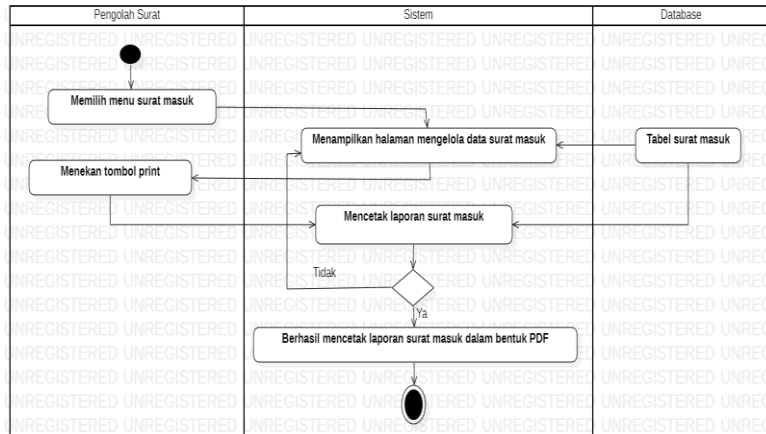 Pengolah Surat
Sistem
Database
Memilih menu surat masuk
Menampilkan halaman mengelola data surat masuk
Tabel surat masuk
Menekan tombol print
Mencetak laporan surat masuk
Tidak
Ya
Berhasil mencetak laporan surat masuk dalam bentuk PDF
UNREGISTERED